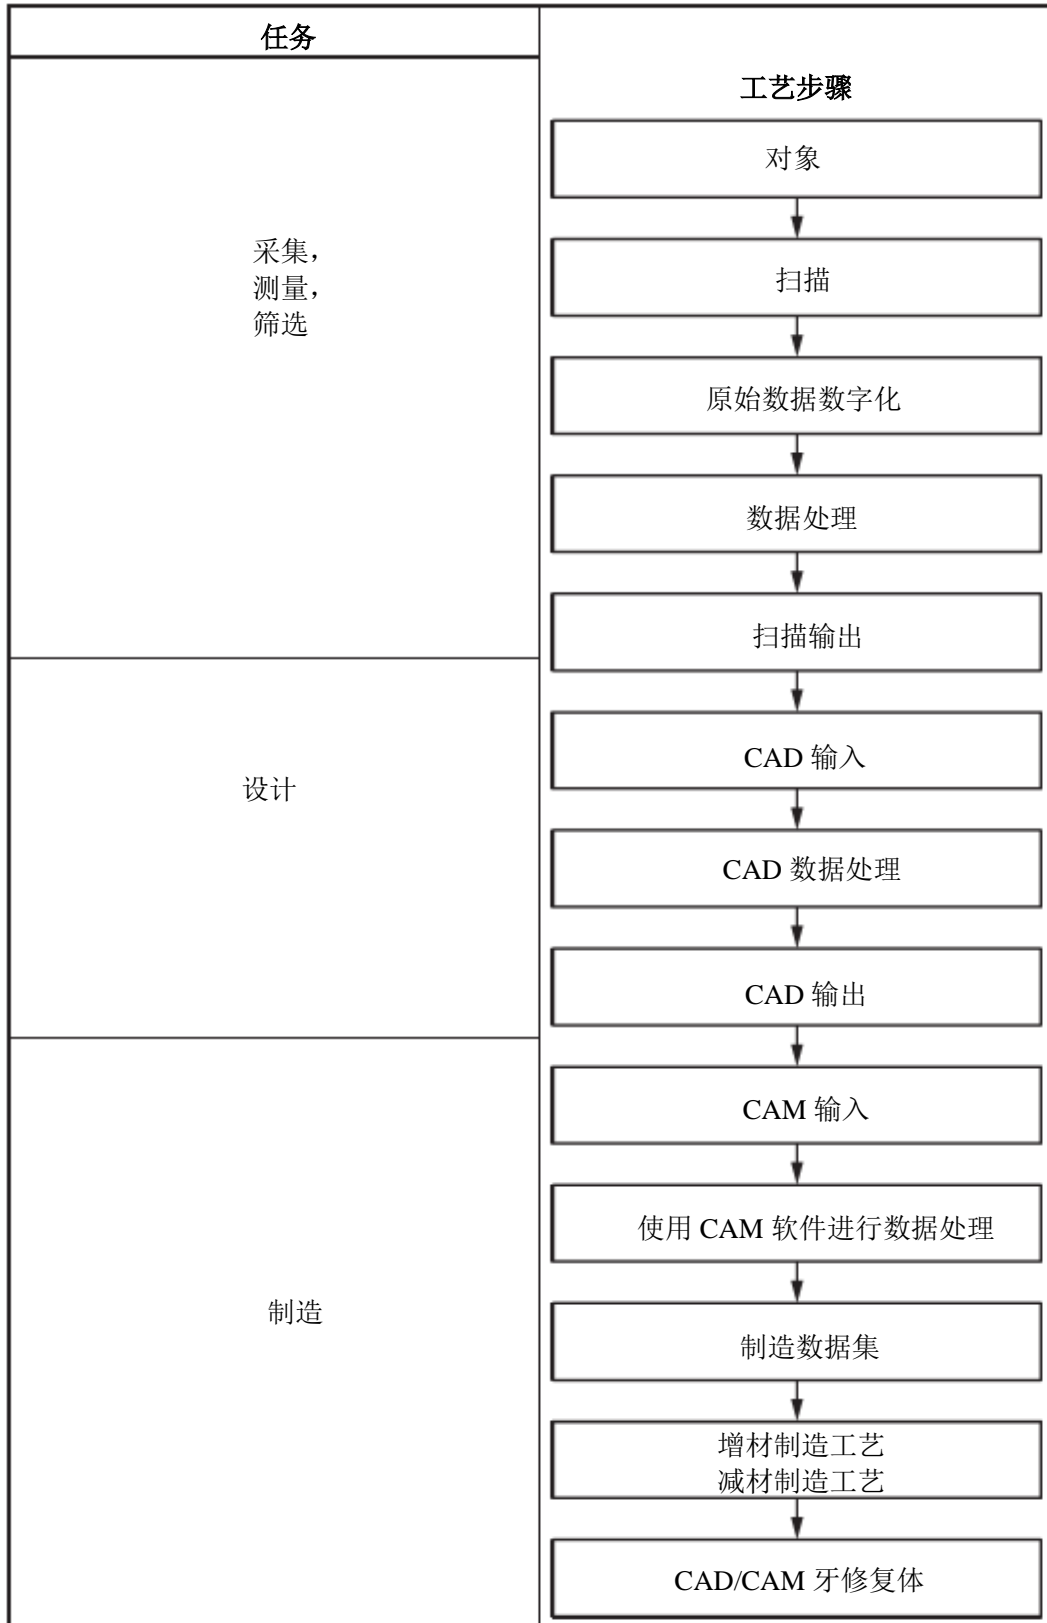 任务
工艺步骤
采集，
测量，
筛选
对象
扫描
原始数据数字化
数据处理
扫描输出
设计
CAD 输入
CAD 数据处理
CAD 输出
制造
CAM 输入
使用 CAM 软件进行数据处理
制造数据集
增材制造工艺
减材制造工艺
CAD/CAM 牙修复体